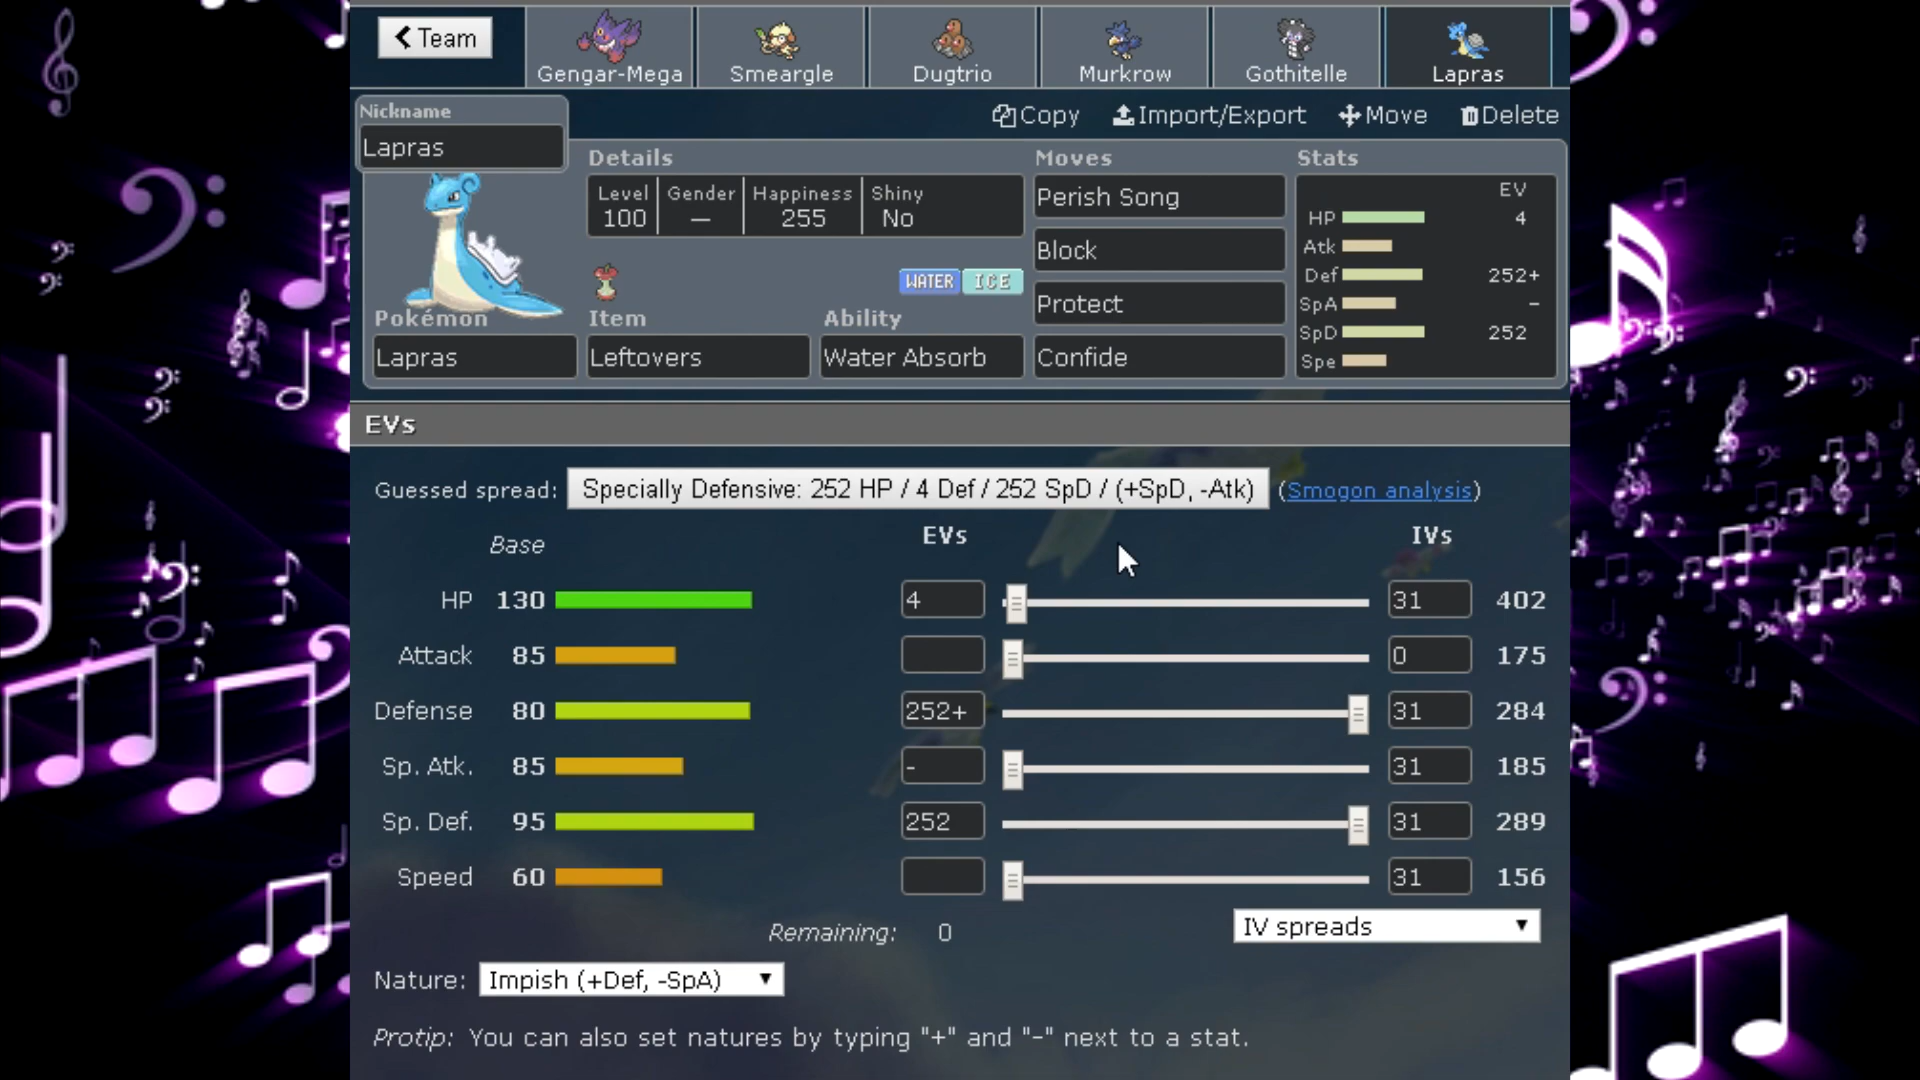 Team
Gengar-Mega
Smeargle
Dugtrio
Murkrow
Gothitelle
Lapras
Copy
Import/Export
Move
Delete
Nickname
Lapras
Details
Level
100
Gender
—
Happiness
255
Shiny
No
WATER
ICE
Pokémon
Lapras
Item
Leftovers
Ability
Water Absorb
Moves
Perish Song
Block
Protect
Confide
Stats
EV
HP 4
Atk
Def 252+
SpA -
SpD 252
Spe
EVs
Guessed spread: Specially Defensive: 252 HP / 4 Def / 252 SpD / (+SpD, -Atk) (Smogon analysis)
Base EVs IVs
HP 130 4 31 402
Attack 85 0 175
Defense 80 252+ 31 284
Sp. Atk. 85 - 31 185
Sp. Def. 95 252 31 289
Speed 60 31 156
Remaining: 0
IV spreads
Nature: Impish (+Def, -SpA)
Protip: You can also set natures by typing "+" and "-" next to a stat.